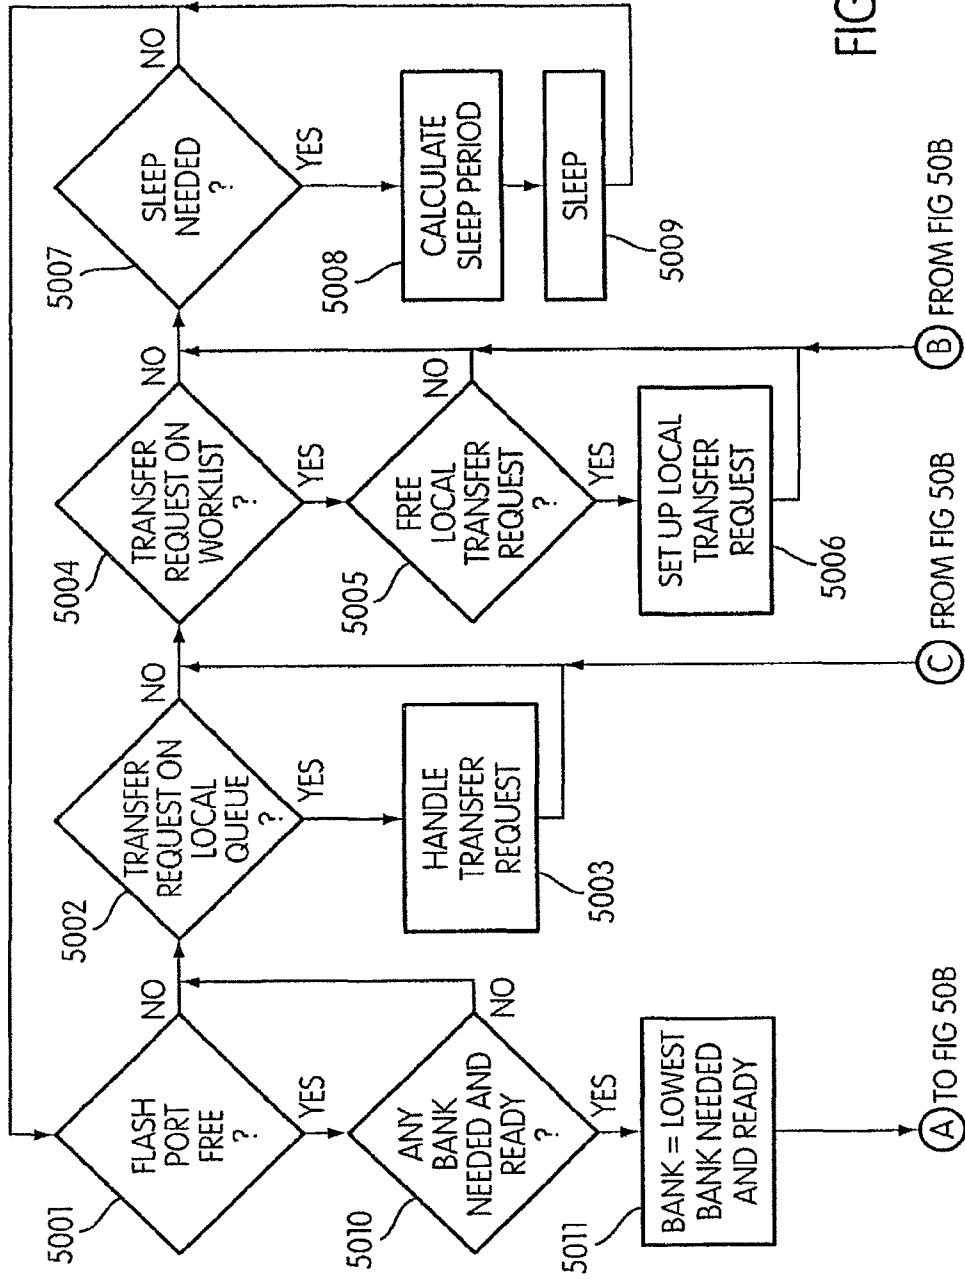 5001
FLASH
PORT
FREE
?
NO
YES
5010
ANY
BANK
NEEDED AND
READY
?
NO
YES
5011
BANK = LOWEST
BANK NEEDED
AND READY
A TO FIG 50B
5002
TRANSFER
REQUEST ON
LOCAL
QUEUE
?
NO
YES
HANDLE
TRANSFER
REQUEST
5003
C FROM FIG 50B
5004
TRANSFER
REQUEST ON
WORKLIST
?
NO
YES
5005
FREE
LOCAL
TRANSFER
REQUEST
?
NO
YES
SET UP LOCAL
TRANSFER
REQUEST
5006
B FROM FIG 50B
5007
SLEEP
NEEDED
?
NO
YES
5008
CALCULATE
SLEEP PERIOD
SLEEP
5009
FIG